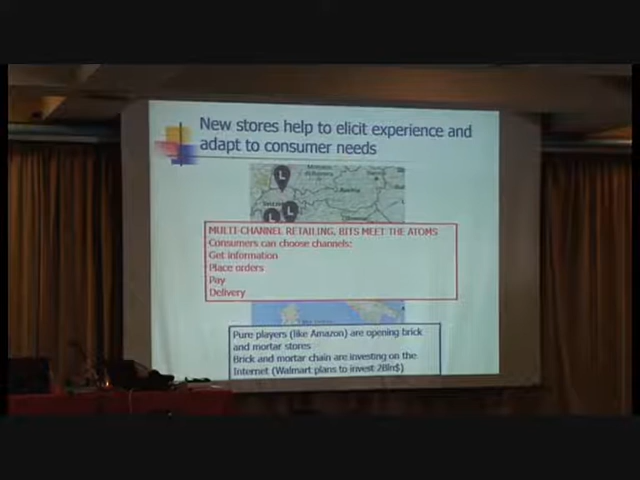 New stores help to elicit experience and
adapt to consumer needs
L
L
L
MULTI-CHANNEL RETAILING, BITS MEET THE ATOMS
Consumers can choose channels:
Get information
Place orders
Pay
Delivery
Pure players (like Amazon) are opening brick
and mortar stores
Brick and mortar chain are investing on the
Internet (Walmart plans to invest 2Bln$)